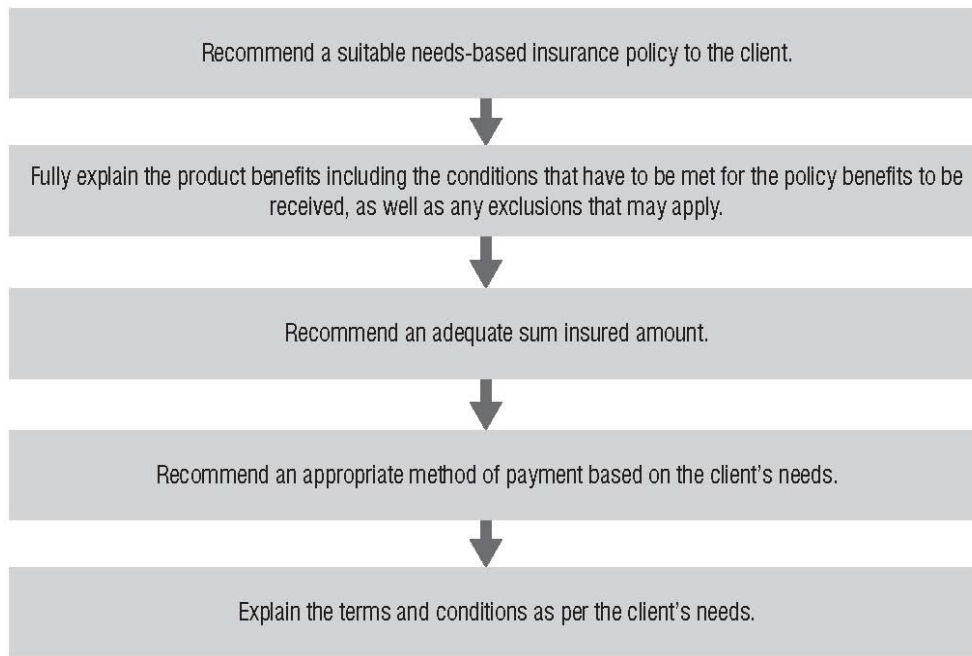 Recommend a suitable needs-based insurance policy to the client.
Fully explain the product benefits including the conditions that have to be met for the policy benefits to be
received, as well as any exclusions that may apply.
Recommend an adequate sum insured amount.
Recommend an appropriate method of payment based on the client's needs.
Explain the terms and conditions as per the client's needs.